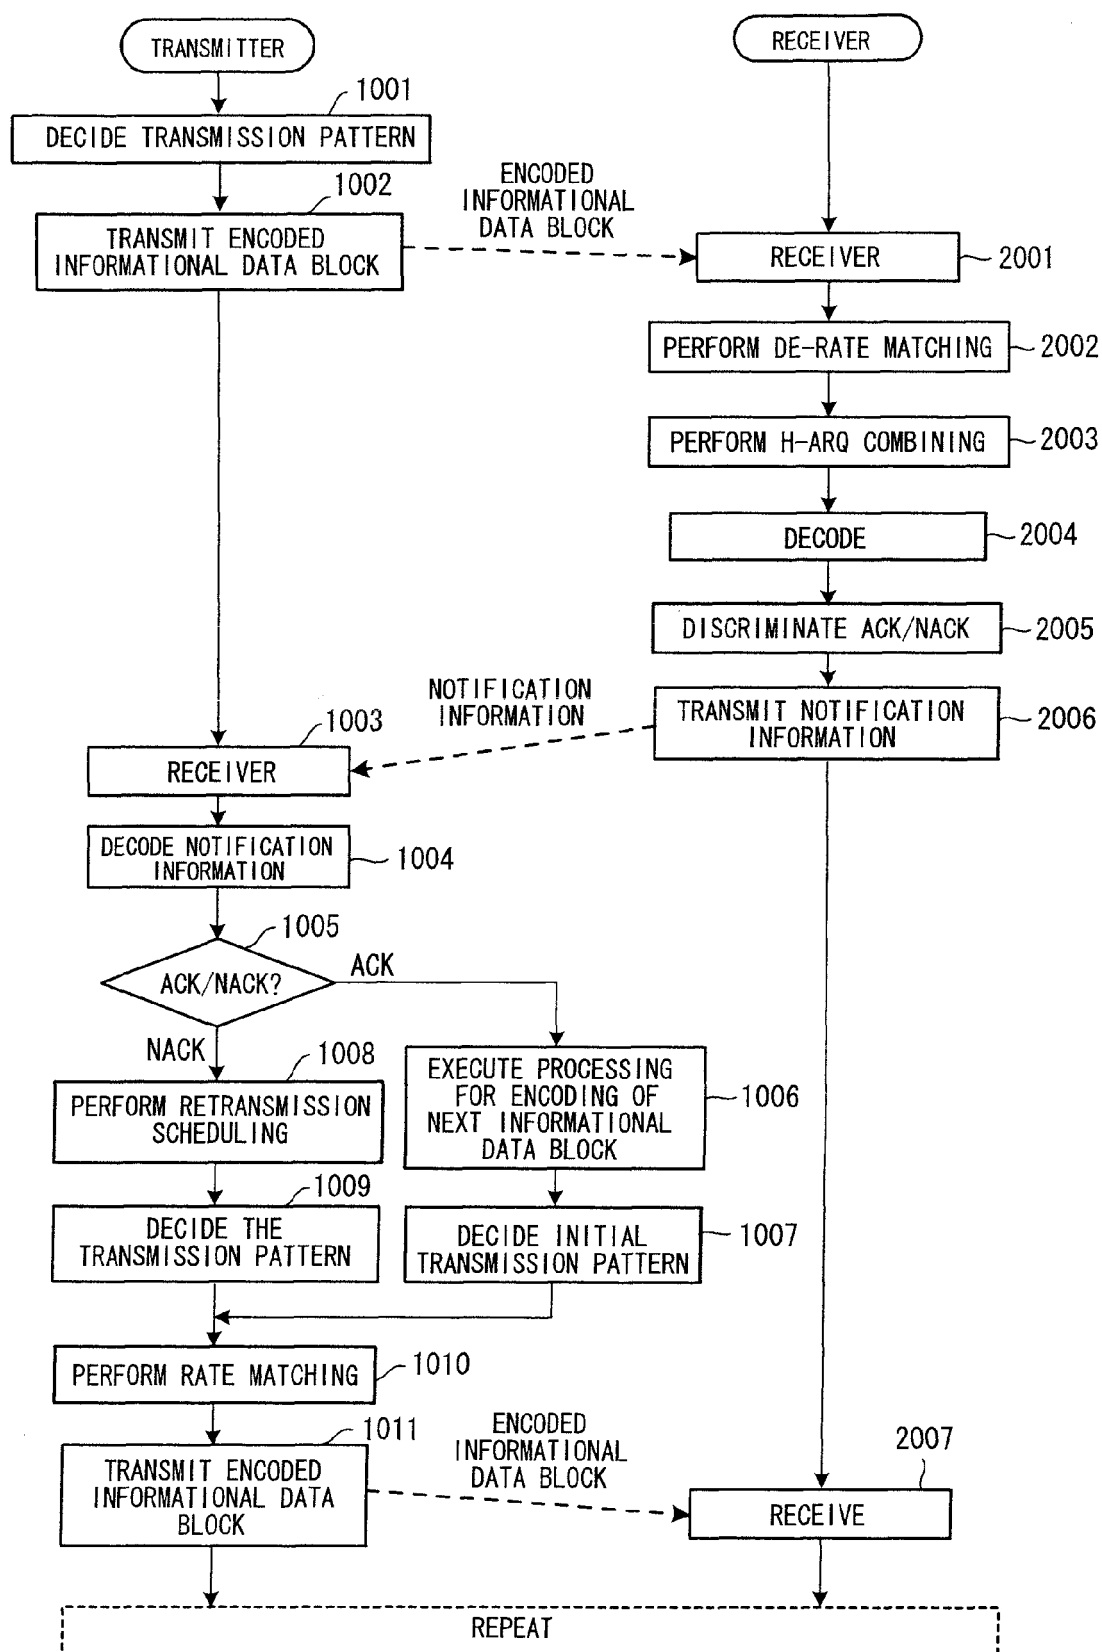 TRANSMITTER
RECEIVER
1001
DECIDE TRANSMISSION PATTERN
1002
TRANSMIT ENCODED
INFORMATIONAL DATA BLOCK
ENCODED
INFORMATIONAL
DATA BLOCK
RECEIVER
2001
PERFORM DE-RATE MATCHING
2002
PERFORM H-ARQ COMBINING
2003
DECODE
2004
DISCRIMINATE ACK/NACK
2005
TRANSMIT NOTIFICATION
INFORMATION
2006
NOTIFICATION
INFORMATION
1003
RECEIVER
DECODE NOTIFICATION
INFORMATION
1004
1005
ACK/NACK?
ACK
NACK
1008
PERFORM RETRANSMISSION
SCHEDULING
EXECUTE PROCESSING
FOR ENCODING OF
NEXT INFORMATIONAL
DATA BLOCK
1006
1009
DECIDE THE
TRANSMISSION PATTERN
DECIDE INITIAL
TRANSMISSION PATTERN
1007
PERFORM RATE MATCHING
1010
1011
TRANSMIT ENCODED
INFORMATIONAL DATA
BLOCK
ENCODED
INFORMATIONAL
DATA BLOCK
2007
RECEIVE
REPEAT